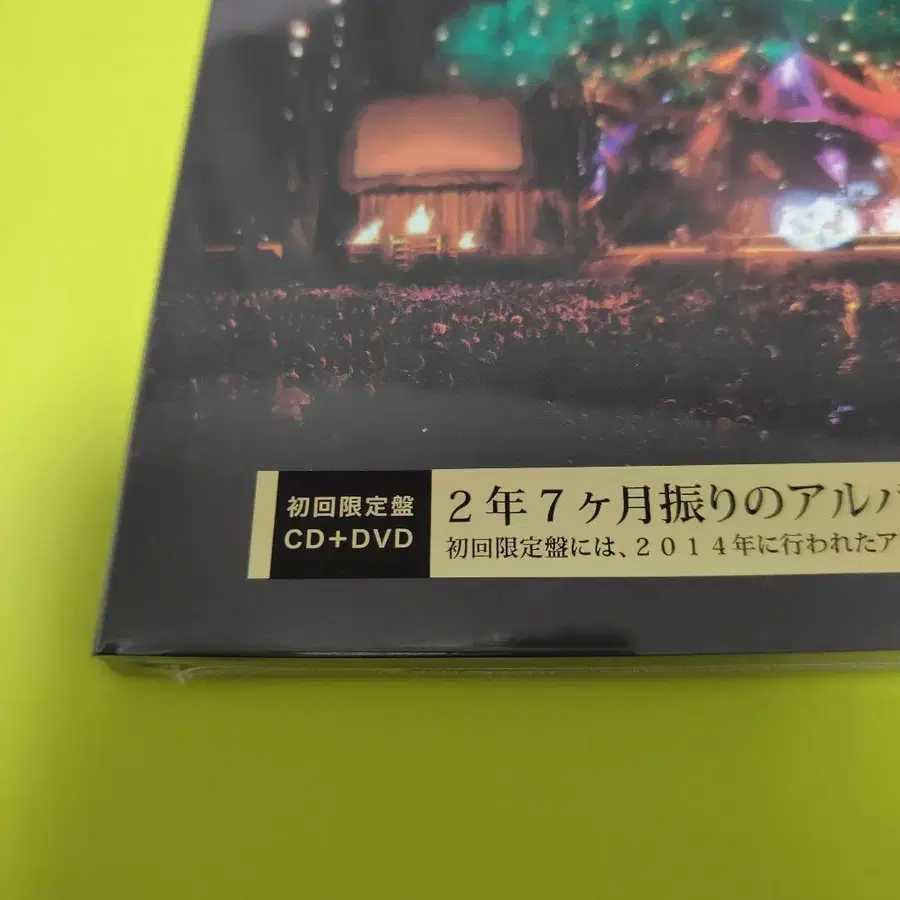 初回限定盤
CD+DVD
２年７ヶ月振りのアルバ
初回限定盤には、２０１４年に行われたア